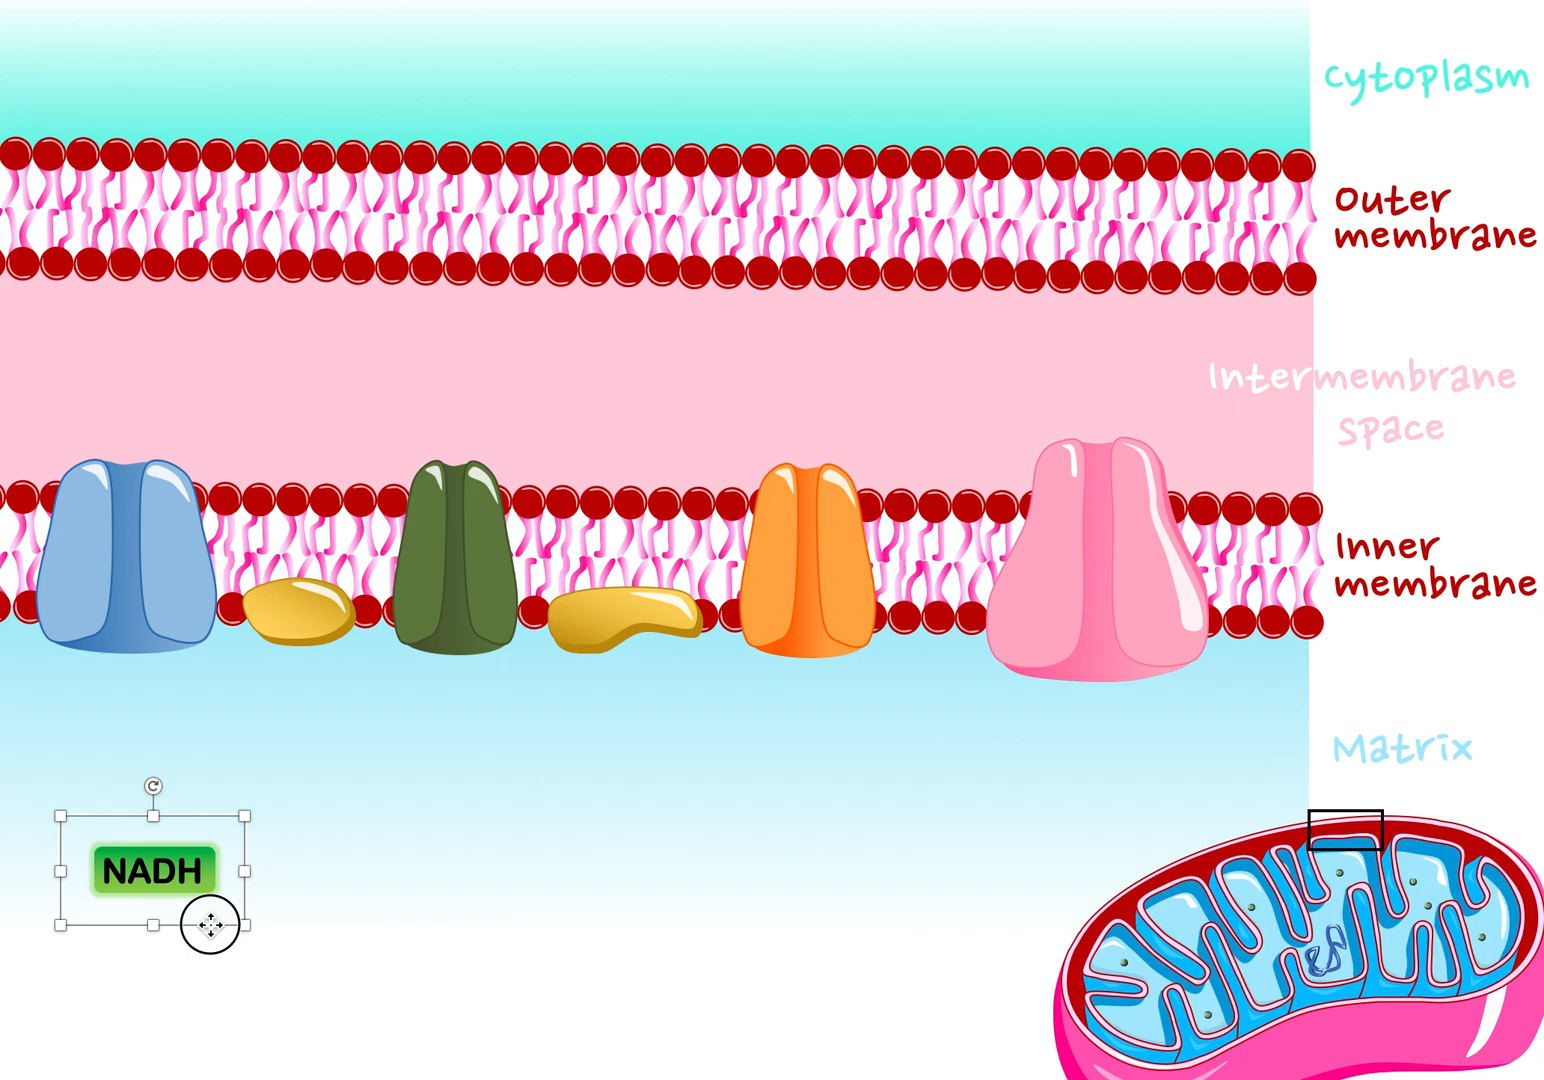 Cytoplasm
Outer
membrane
Intermembrane
space
Inner
membrane
Matrix
NADH